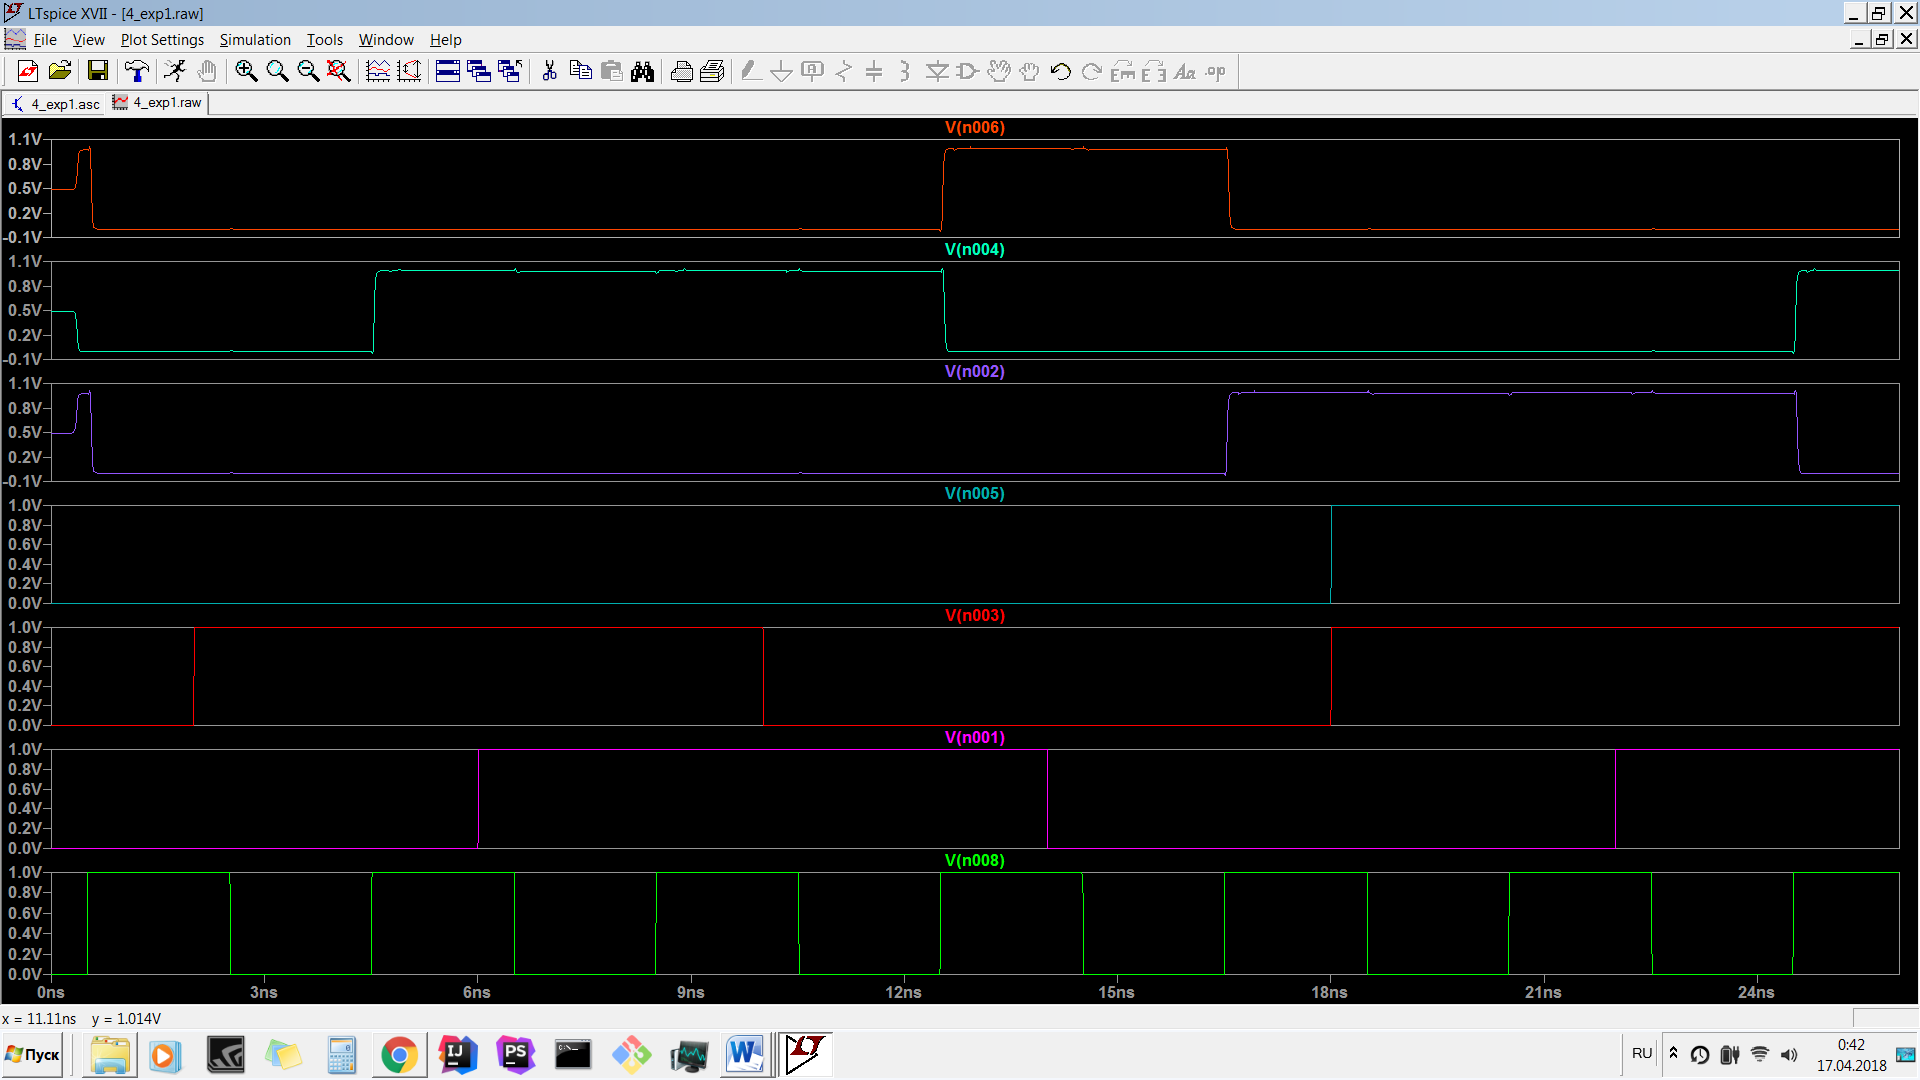 LTspice XVII - [4_exp1.raw]
File View Plot Settings Simulation Tools Window Help
Aa .op
4_exp1.asc 4_exp1.raw
V(n006)
1.1V
0.8V
0.5V
0.2V
-0.1V
V(n004)
1.1V
0.8V
0.5V
0.2V
-0.1V
V(n002)
1.1V
0.8V
0.5V
0.2V
-0.1V
V(n005)
1.0V
0.8V
0.6V
0.4V
0.2V
0.0V
V(n003)
1.0V
0.8V
0.6V
0.4V
0.2V
0.0V
V(n001)
1.0V
0.8V
0.6V
0.4V
0.2V
0.0V
V(n008)
1.0V
0.8V
0.6V
0.4V
0.2V
0.0V
0ns 3ns 6ns 9ns 12ns 15ns 18ns 21ns 24ns
x = 11.11ns y = 1.014V
Пуск IJ PS W RU 0:42
17.04.2018